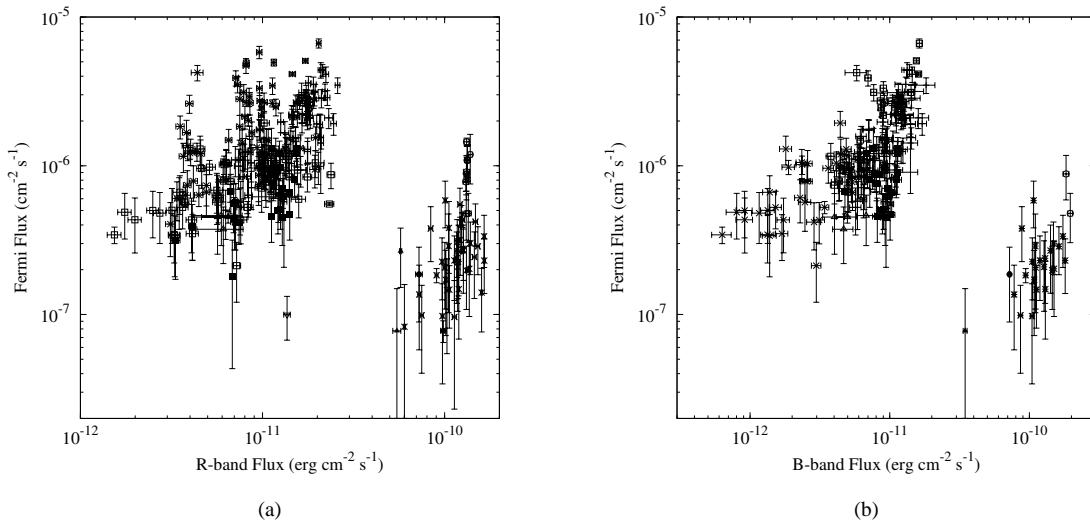 10⁻⁵
10⁻⁶
10⁻⁷
Fermi Flux (cm⁻² s⁻¹)
10⁻¹² 10⁻¹¹ 10⁻¹⁰
R-band Flux (erg cm⁻² s⁻¹)
(a)
10⁻⁵
10⁻⁶
10⁻⁷
Fermi Flux (cm⁻² s⁻¹)
10⁻¹² 10⁻¹¹ 10⁻¹⁰
B-band Flux (erg cm⁻² s⁻¹)
(b)